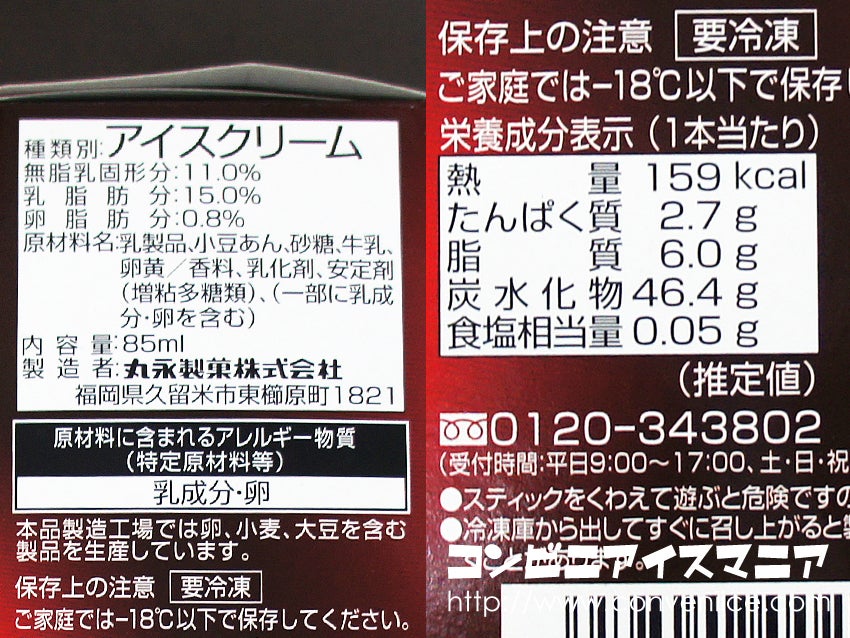 種類別:アイスクリーム
無脂乳固形分:11.0%
乳脂肪分:15.0%
卵脂肪分:0.8%
原材料名:乳製品、小豆あん、砂糖、牛乳、
卵黄／香料、乳化剤、安定剤
(増粘多糖類)、(一部に乳成
分・卵を含む)
内容量:85ml
製造者:丸永製菓株式会社
福岡県久留米市東櫛原町1821
原材料に含まれるアレルギー物質
(特定原材料等)
乳成分・卵
本品製造工場では卵、小麦、大豆を含む
製品を生産しています。
保存上の注意 要冷凍
ご家庭では−18℃以下で保存してください。
保存上の注意 要冷凍
ご家庭では−18℃以下で保存
栄養成分表示(1本当たり)
熱量 159 kcal
たんぱく質 2.7 g
脂質 6.0 g
炭水化物 46.4 g
食塩相当量 0.05 g
(推定値)
0120-343802
(受付時間:平日9:00〜17:00、土・日・祝
●スティックをくわえて遊ぶと危険ですの
●冷凍庫から出してすぐに召し上がると
コンビニアイスマニア
http://www.convenice.com